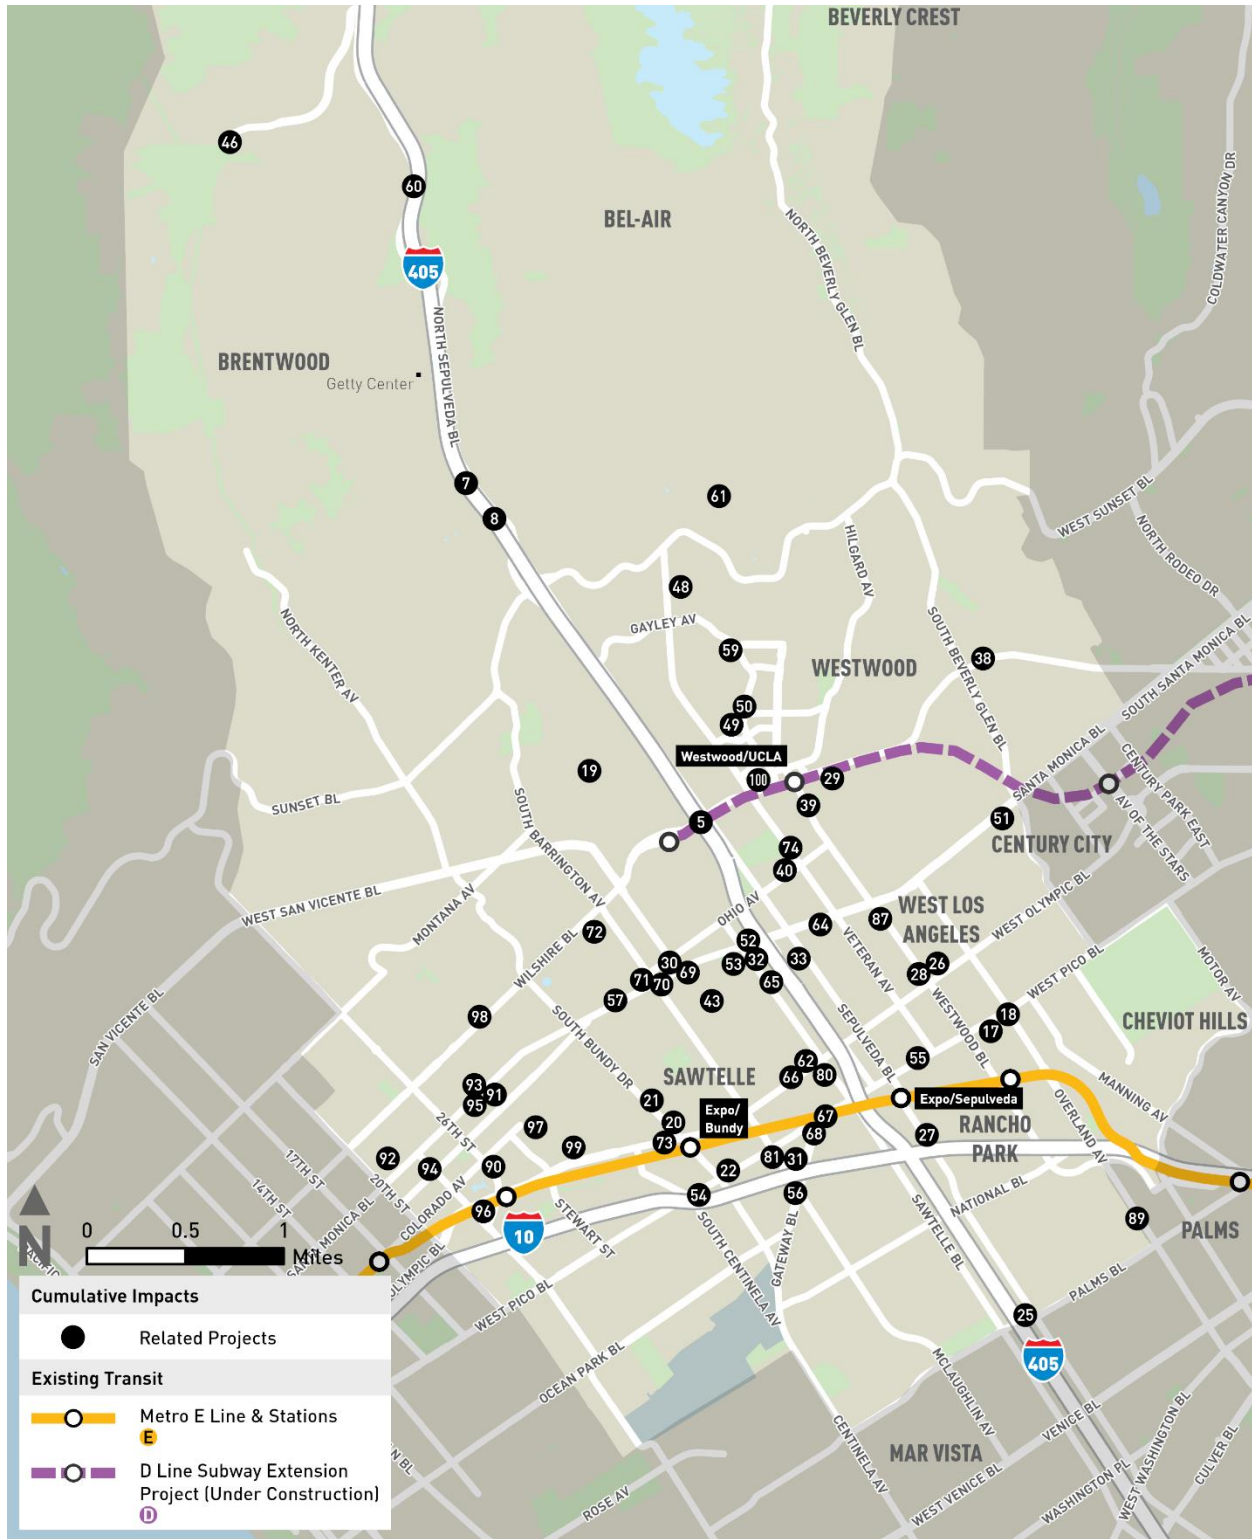 BEVERLY CREST
46
60
BEL-AIR
COLDWATER CANYON DR
NORTH BEVERLY GLEN BL
405
NORTH SEPULVEDA BL
BRENTWOOD
Getty Center
7
8
61
WEST SUNSET BL
NORTH RODEO DR
HILGARD AV
48
GAYLEY AV
59
WESTWOOD
38
SOUTH BEVERLY GLEN BL
NORTH KENTER AV
50
49
SOUTH SANTA MONICA BL
SANTA MONICA BL
Westwood/UCLA
100
29
19
39
5
51
CENTURY PARK EAST
AV OF THE STARS
CENTURY CITY
SUNSET BL
SOUTH BARRINGTON AV
74
40
WEST SAN VICENTE BL
MONTANA AV
OHIO AV
WEST OLYMPIC BL
WEST LOS
ANGELES
87
64
72
WILSHIRE BL
52
VETERAN AV
30
69
53
32
33
28
26
WEST PICO BL
MOTOR AV
71
70
65
57
43
SAN VICENTE BL
98
SOUTH BUNDY DR
SEPULVEDA BL
WESTWOOD BL
18
17
CHEVIOT HILLS
62
55
66
80
SAWTELLE
93
91
95
21
Expo/Sepulveda
MANNING AV
Expo/
Bundy
20
67
RANCHO
PARK
OVERLAND AV
26TH ST
97
73
68
27
99
92
94
90
22
81
31
17TH ST
20TH ST
14TH ST
COLORADO AV
54
56
NATIONAL BL
96
89
PALMS
N
0
0.5
1
Miles
SANTA MONICA BL
OLYMPIC BL
10
STEWART ST
SOUTH CENTINELA AV
GATEWAY BL
SAWTELLE BL
WEST PICO BL
PALMS BL
25
405
OCEAN PARK BL
MCLAUGHLIN AV
CENTINELA AV
MAR VISTA
VENICE BL
WEST WASHINGTON BL
CULVER BL
WEST VENICE BL
WASHINGTON PL
ROSE AV
Cumulative Impacts
Related Projects
Existing Transit
Metro E Line & Stations
E
D Line Subway Extension
Project (Under Construction)
D